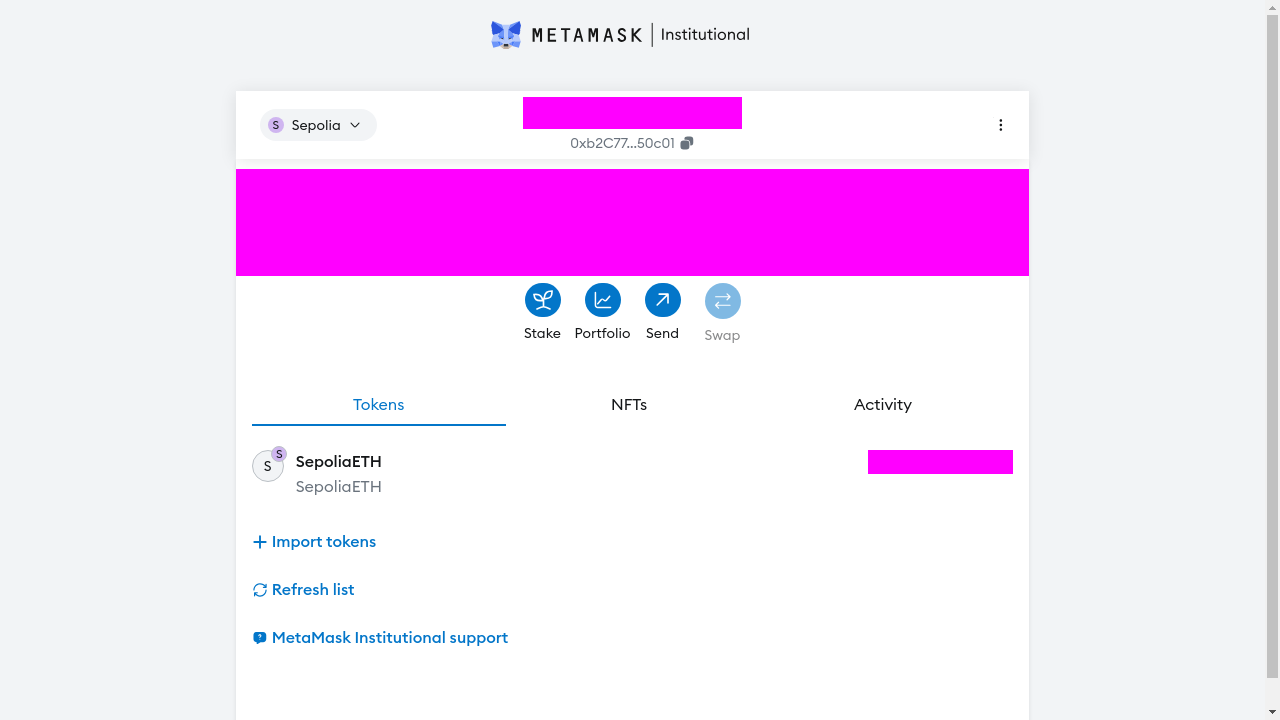 METAMASK | Institutional
S Sepolia
0xb2C77...50c01
Stake Portfolio Send Swap
Tokens NFTs Activity
S S SepoliaETH
SepoliaETH
Import tokens
Refresh list
MetaMask Institutional support